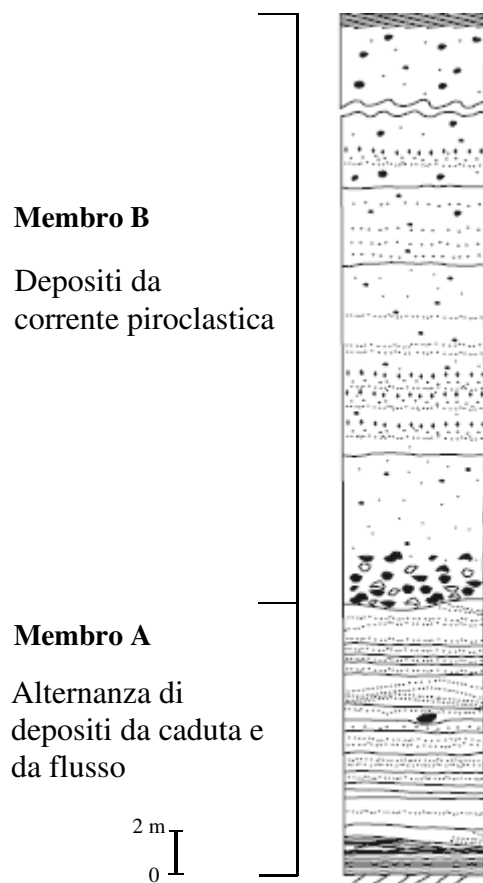 Membro B
Depositi da
corrente piroclastica
Membro A
Alternanza di
depositi da caduta e
da flusso
2 m
0